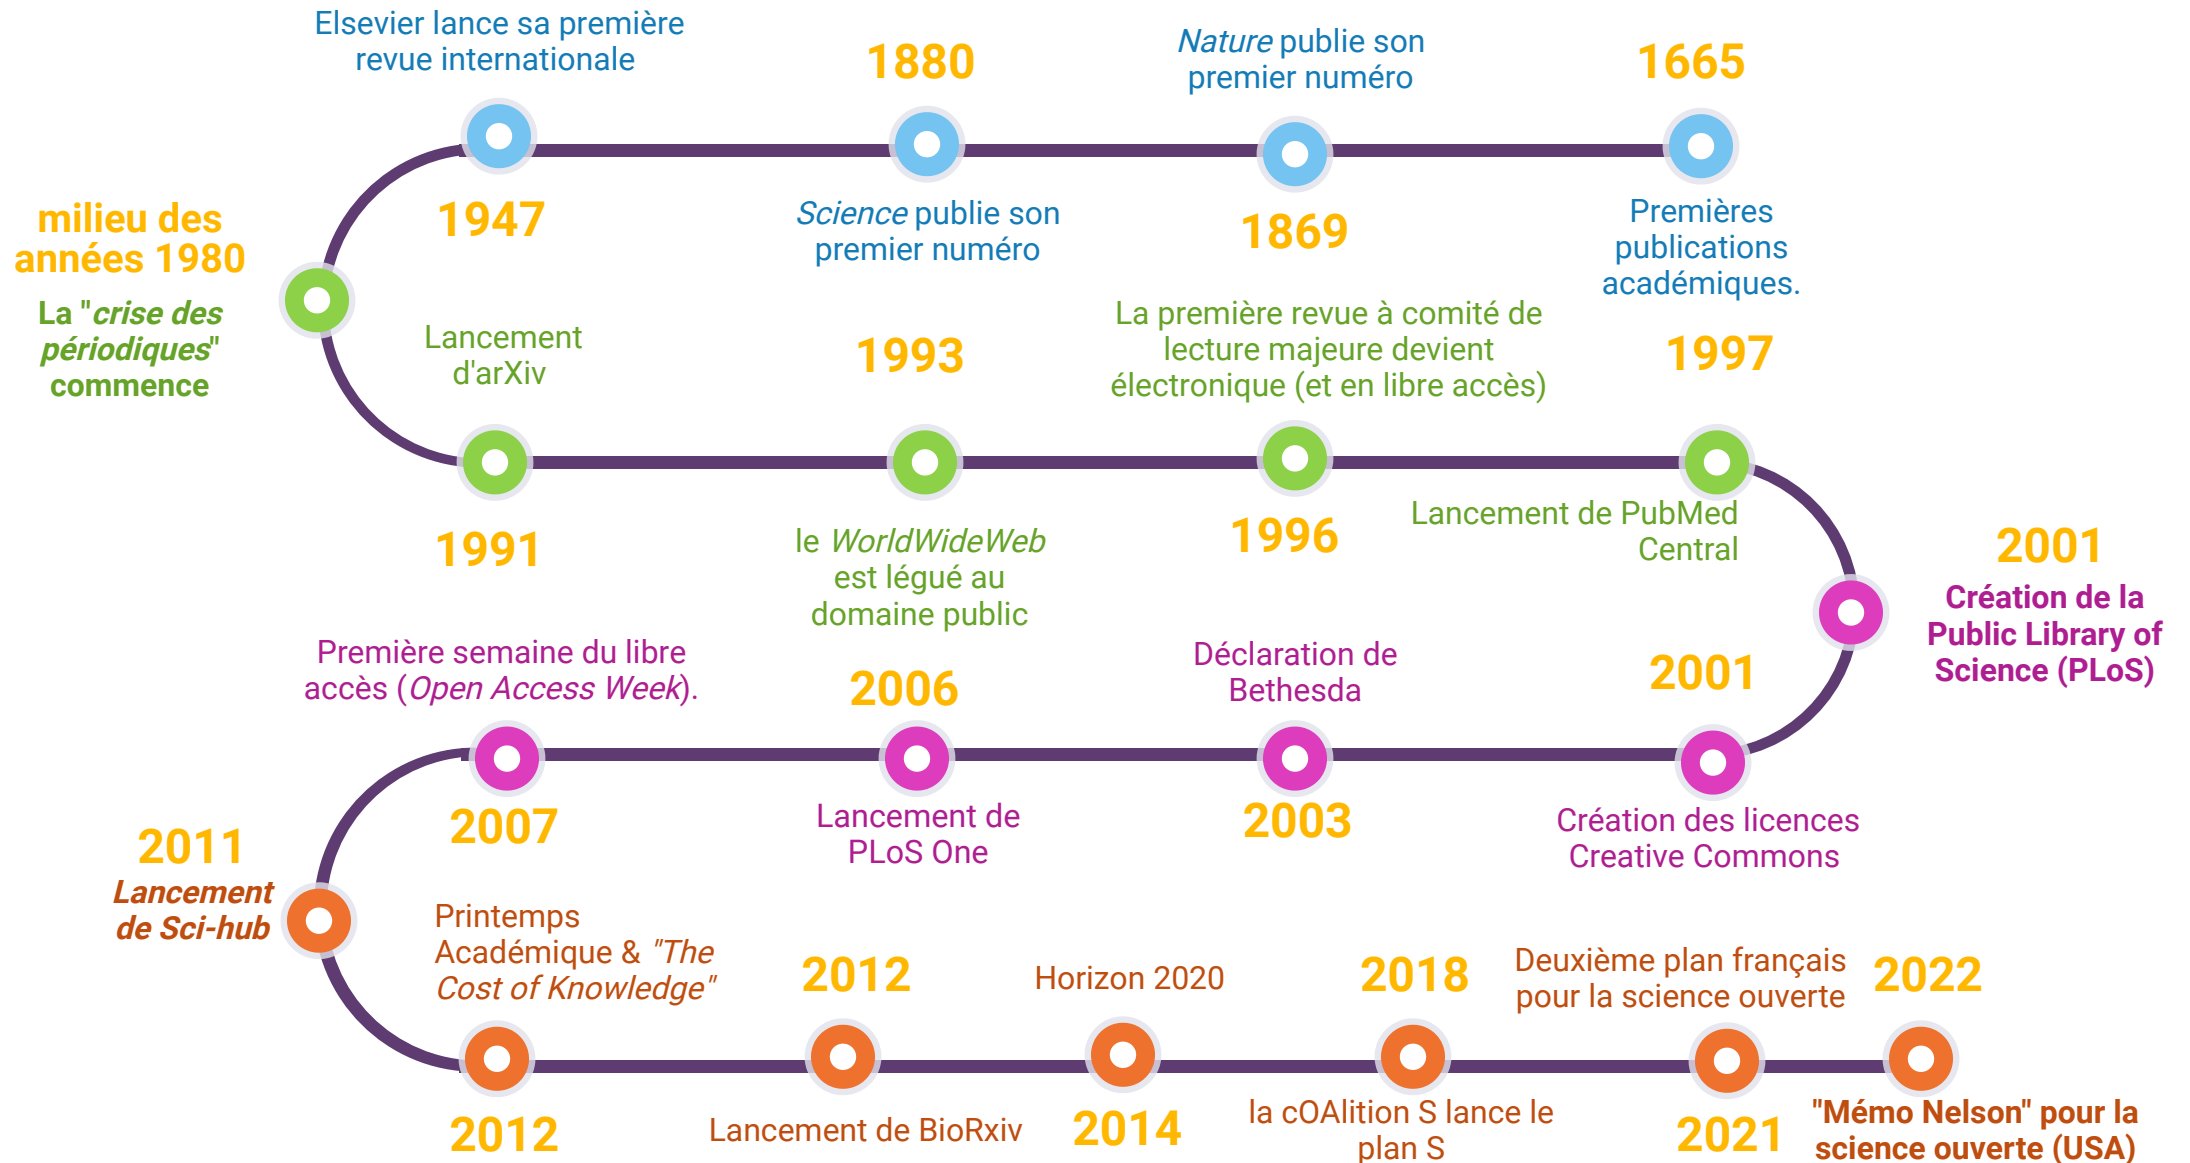 1665
Premières
publications
académiques.
Nature publie son
premier numéro
1869
1880
Science publie son
premier numéro
Elsevier lance sa première
revue internationale
1947
milieu des
années 1980
La "crise des
périodiques"
commence
Lancement
d'arXiv
1991
1993
le WorldWideWeb
est légué au
domaine public
La première revue à comité de
lecture majeure devient
électronique (et en libre accès)
1996
1997
Lancement de PubMed
Central
2001
Création de la
Public Library of
Science (PLoS)
2001
Création des licences
Creative Commons
Déclaration de
Bethesda
2003
2006
Lancement de
PLoS One
Première semaine du libre
accès (Open Access Week).
2007
2011
Lancement
de Sci-hub
Printemps
Académique & "The
Cost of Knowledge"
2012
2012
Lancement de BioRxiv
Horizon 2020
2014
2018
la cOAlition S lance le
plan S
Deuxième plan français
pour la science ouverte
2021
2022
"Mémo Nelson" pour la
science ouverte (USA)